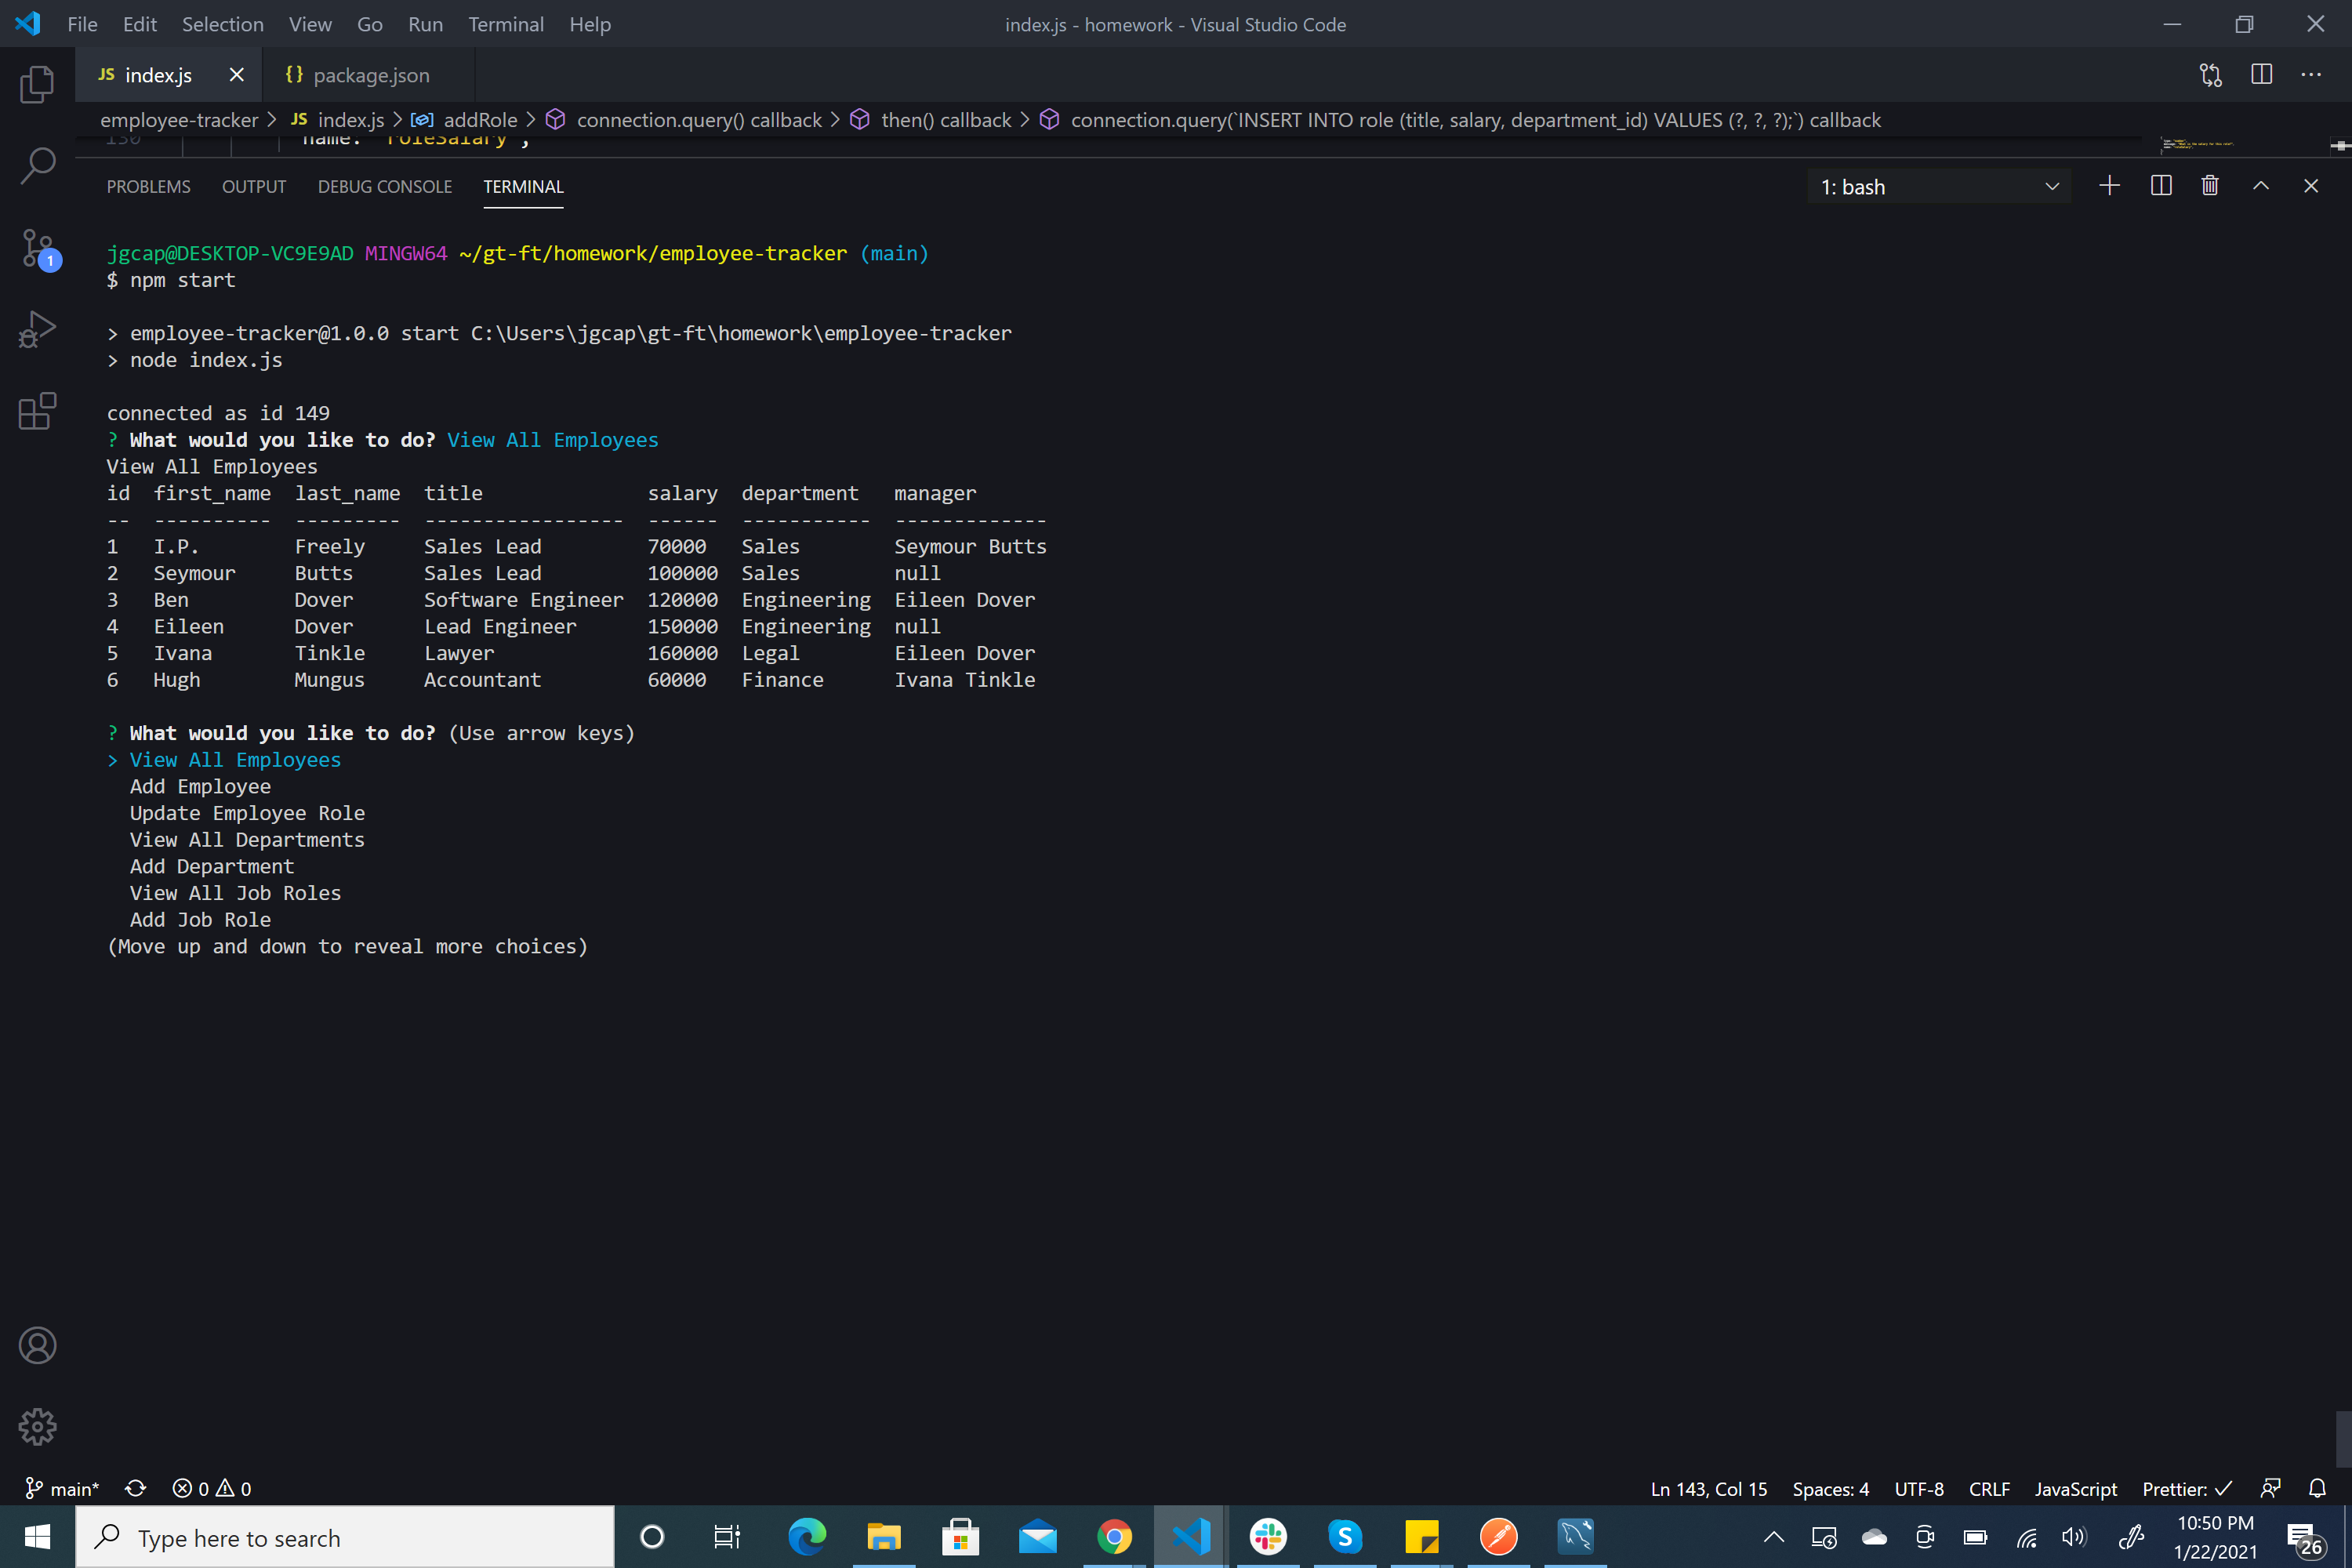 File Edit Selection View Go Run Terminal Help index.js - homework - Visual Studio Code
JS index.js {} package.json
employee-tracker > JS index.js > addRole > connection.query() callback > then() callback > connection.query(`INSERT INTO role (title, salary, department_id) VALUES (?, ?, ?);`) callback
130 name: "roleSalary",
PROBLEMS OUTPUT DEBUG CONSOLE TERMINAL 1: bash
jgcap@DESKTOP-VC9E9AD MINGW64 ~/gt-ft/homework/employee-tracker (main)
$ npm start
> employee-tracker@1.0.0 start C:\Users\jgcap\gt-ft\homework\employee-tracker
> node index.js
connected as id 149
? What would you like to do? View All Employees
View All Employees
id first_name last_name title salary department manager
-- ---------- --------- ----------------- ------ ----------- -------------
1 I.P. Freely Sales Lead 70000 Sales Seymour Butts
2 Seymour Butts Sales Lead 100000 Sales null
3 Ben Dover Software Engineer 120000 Engineering Eileen Dover
4 Eileen Dover Lead Engineer 150000 Engineering null
5 Ivana Tinkle Lawyer 160000 Legal Eileen Dover
6 Hugh Mungus Accountant 60000 Finance Ivana Tinkle
? What would you like to do? (Use arrow keys)
> View All Employees
Add Employee
Update Employee Role
View All Departments
Add Department
View All Job Roles
Add Job Role
(Move up and down to reveal more choices)
1
main* 0 0 Ln 143, Col 15 Spaces: 4 UTF-8 CRLF JavaScript Prettier: ✓
Type here to search
S
10:50 PM
1/22/2021
26